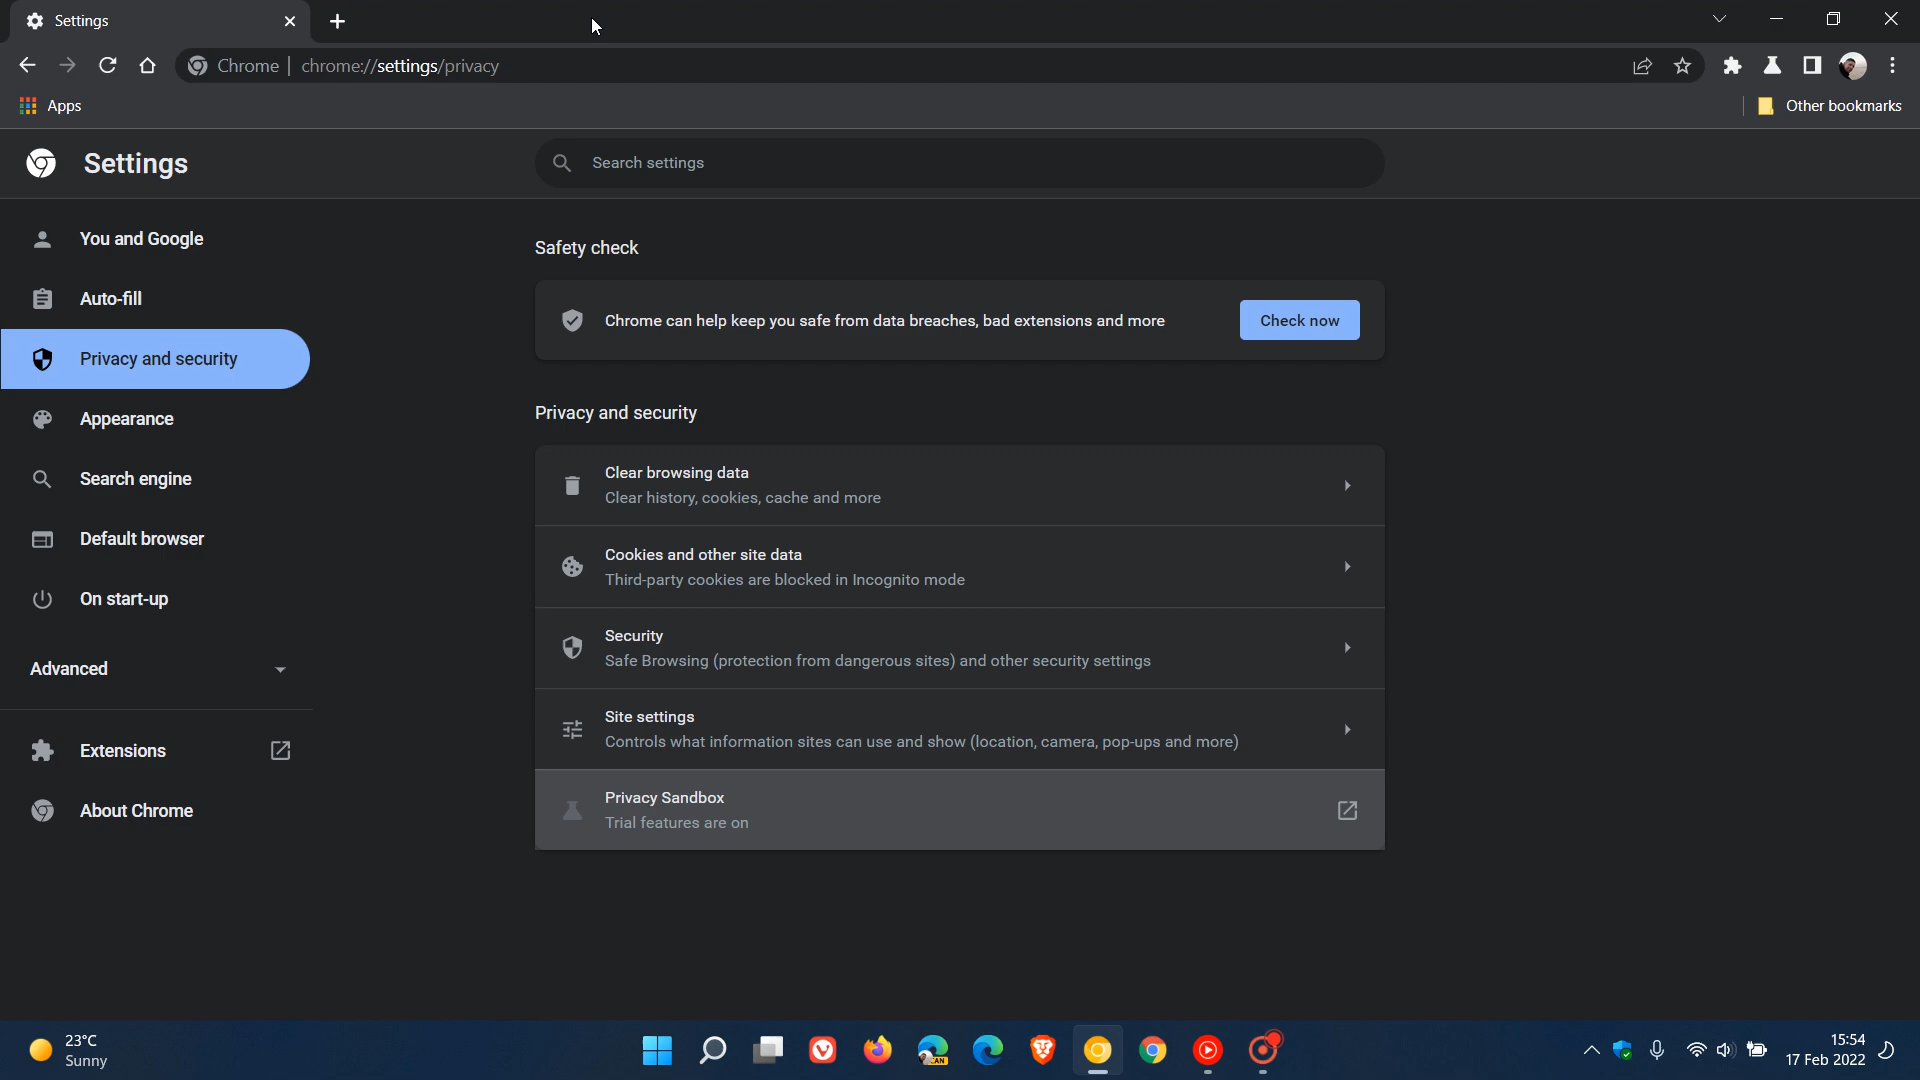 Settings
Chrome
chrome://settings/privacy
Apps
Other bookmarks
Settings
Search settings
You and Google
Auto-fill
Privacy and security
Appearance
Search engine
Default browser
On start-up
Advanced
Extensions
About Chrome
Safety check
Chrome can help keep you safe from data breaches, bad extensions and more
Check now
Privacy and security
Clear browsing data
Clear history, cookies, cache and more
Cookies and other site data
Third-party cookies are blocked in Incognito mode
Security
Safe Browsing (protection from dangerous sites) and other security settings
Site settings
Controls what information sites can use and show (location, camera, pop-ups and more)
Privacy Sandbox
Trial features are on
23°C
Sunny
CAN
15:54
17 Feb 2022